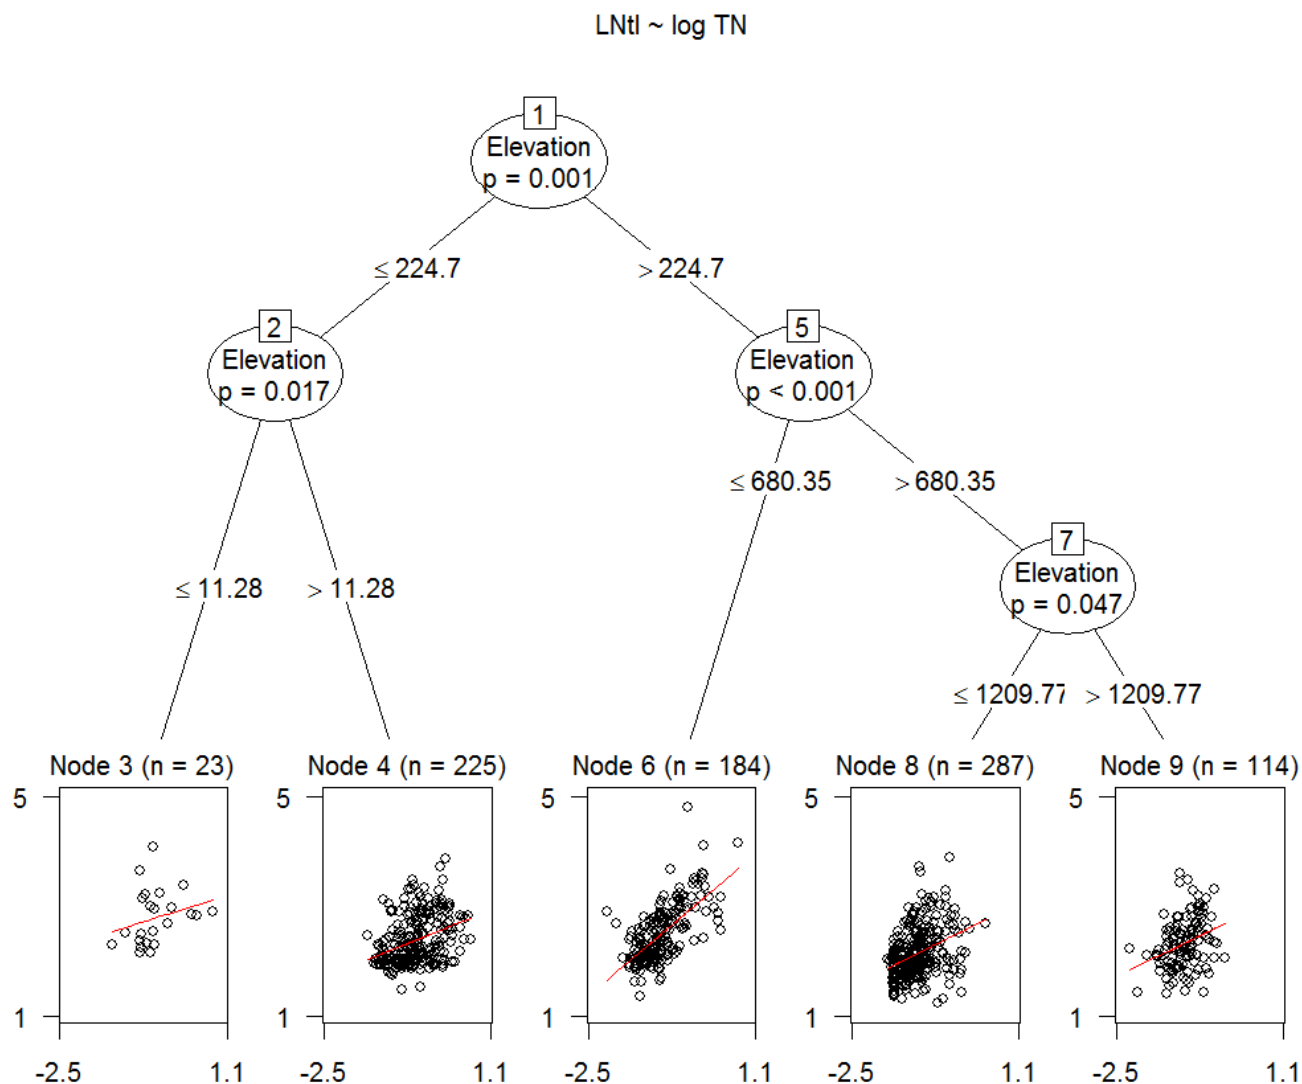 LNtl ~ log TN
1
Elevation
p = 0.001
≤ 224.7
> 224.7
2
Elevation
p = 0.017
5
Elevation
p < 0.001
≤ 680.35
> 680.35
≤ 11.28
> 11.28
7
Elevation
p = 0.047
≤ 1209.77
> 1209.77
Node 3 (n = 23)
Node 4 (n = 225)
Node 6 (n = 184)
Node 8 (n = 287)
Node 9 (n = 114)
5
5
5
5
5
1
1
1
1
1
-2.5
1.1
-2.5
1.1
-2.5
1.1
-2.5
1.1
-2.5
1.1